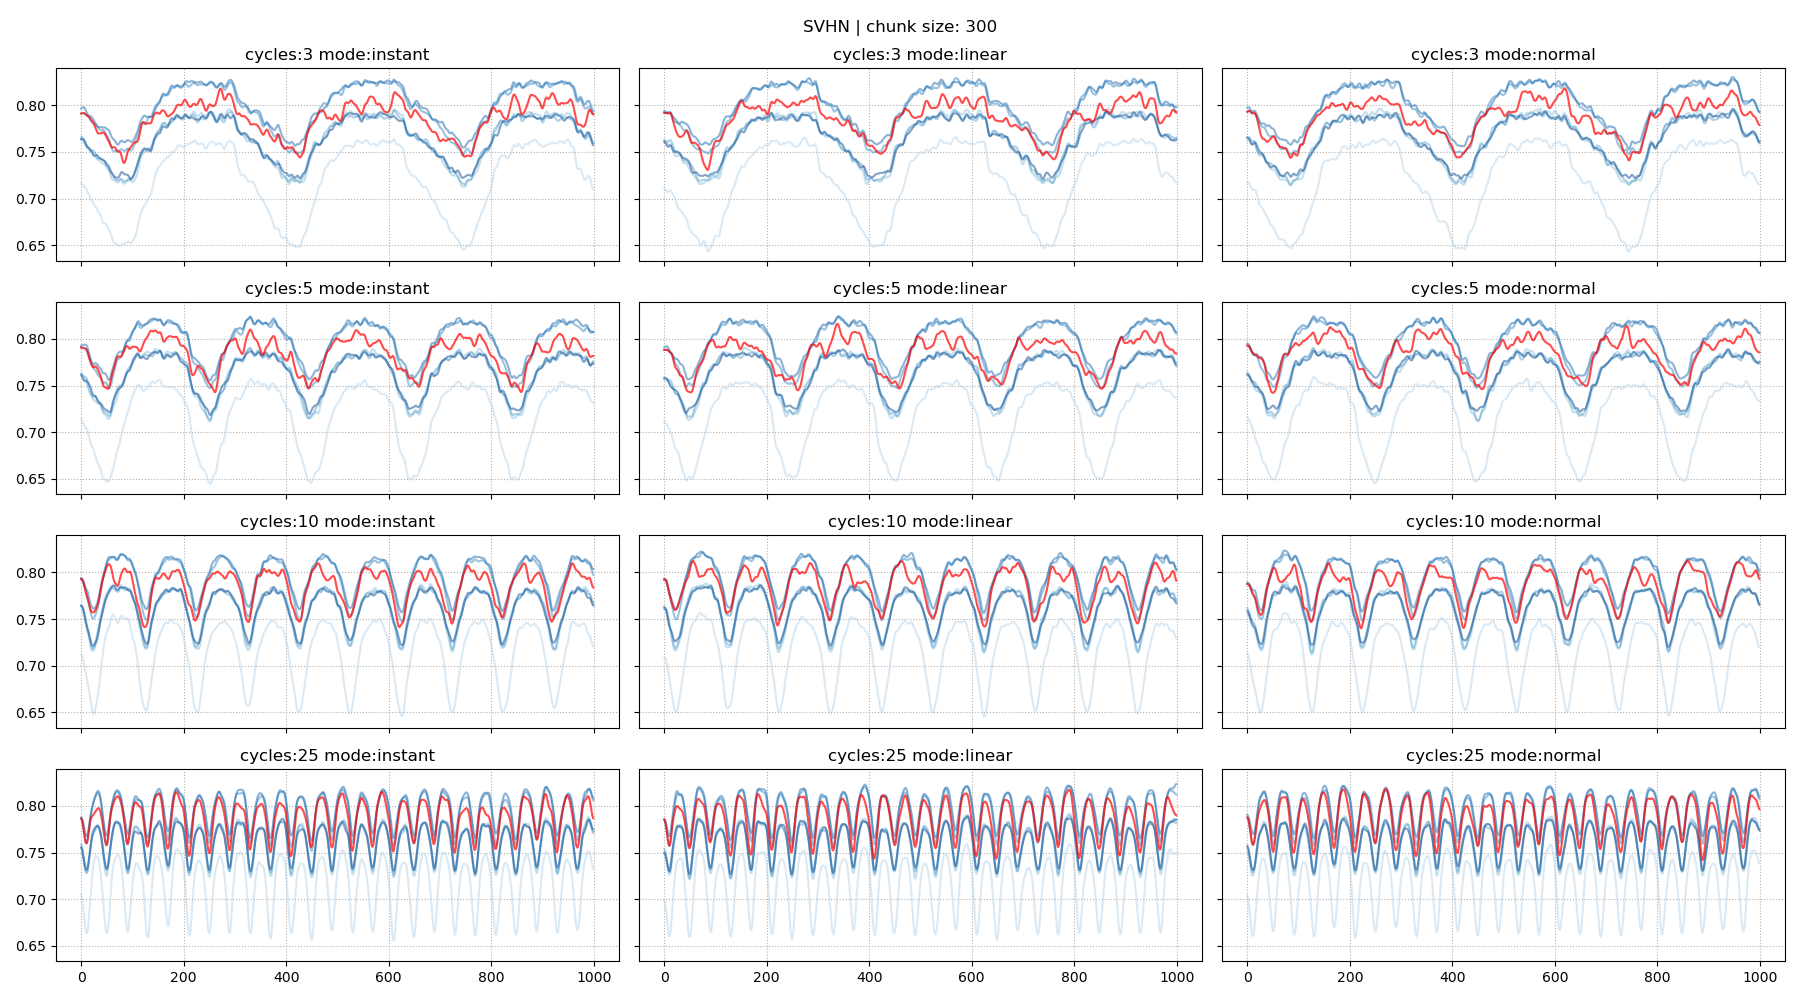 SVHN | chunk size: 300
cycles:3 mode:instant
cycles:3 mode:linear
cycles:3 mode:normal
0.80
0.75
0.70
0.65
cycles:5 mode:instant
cycles:5 mode:linear
cycles:5 mode:normal
0.80
0.75
0.70
0.65
cycles:10 mode:instant
cycles:10 mode:linear
cycles:10 mode:normal
0.80
0.75
0.70
0.65
cycles:25 mode:instant
cycles:25 mode:linear
cycles:25 mode:normal
0.80
0.75
0.70
0.65
0 200 400 600 800 1000
0 200 400 600 800 1000
0 200 400 600 800 1000